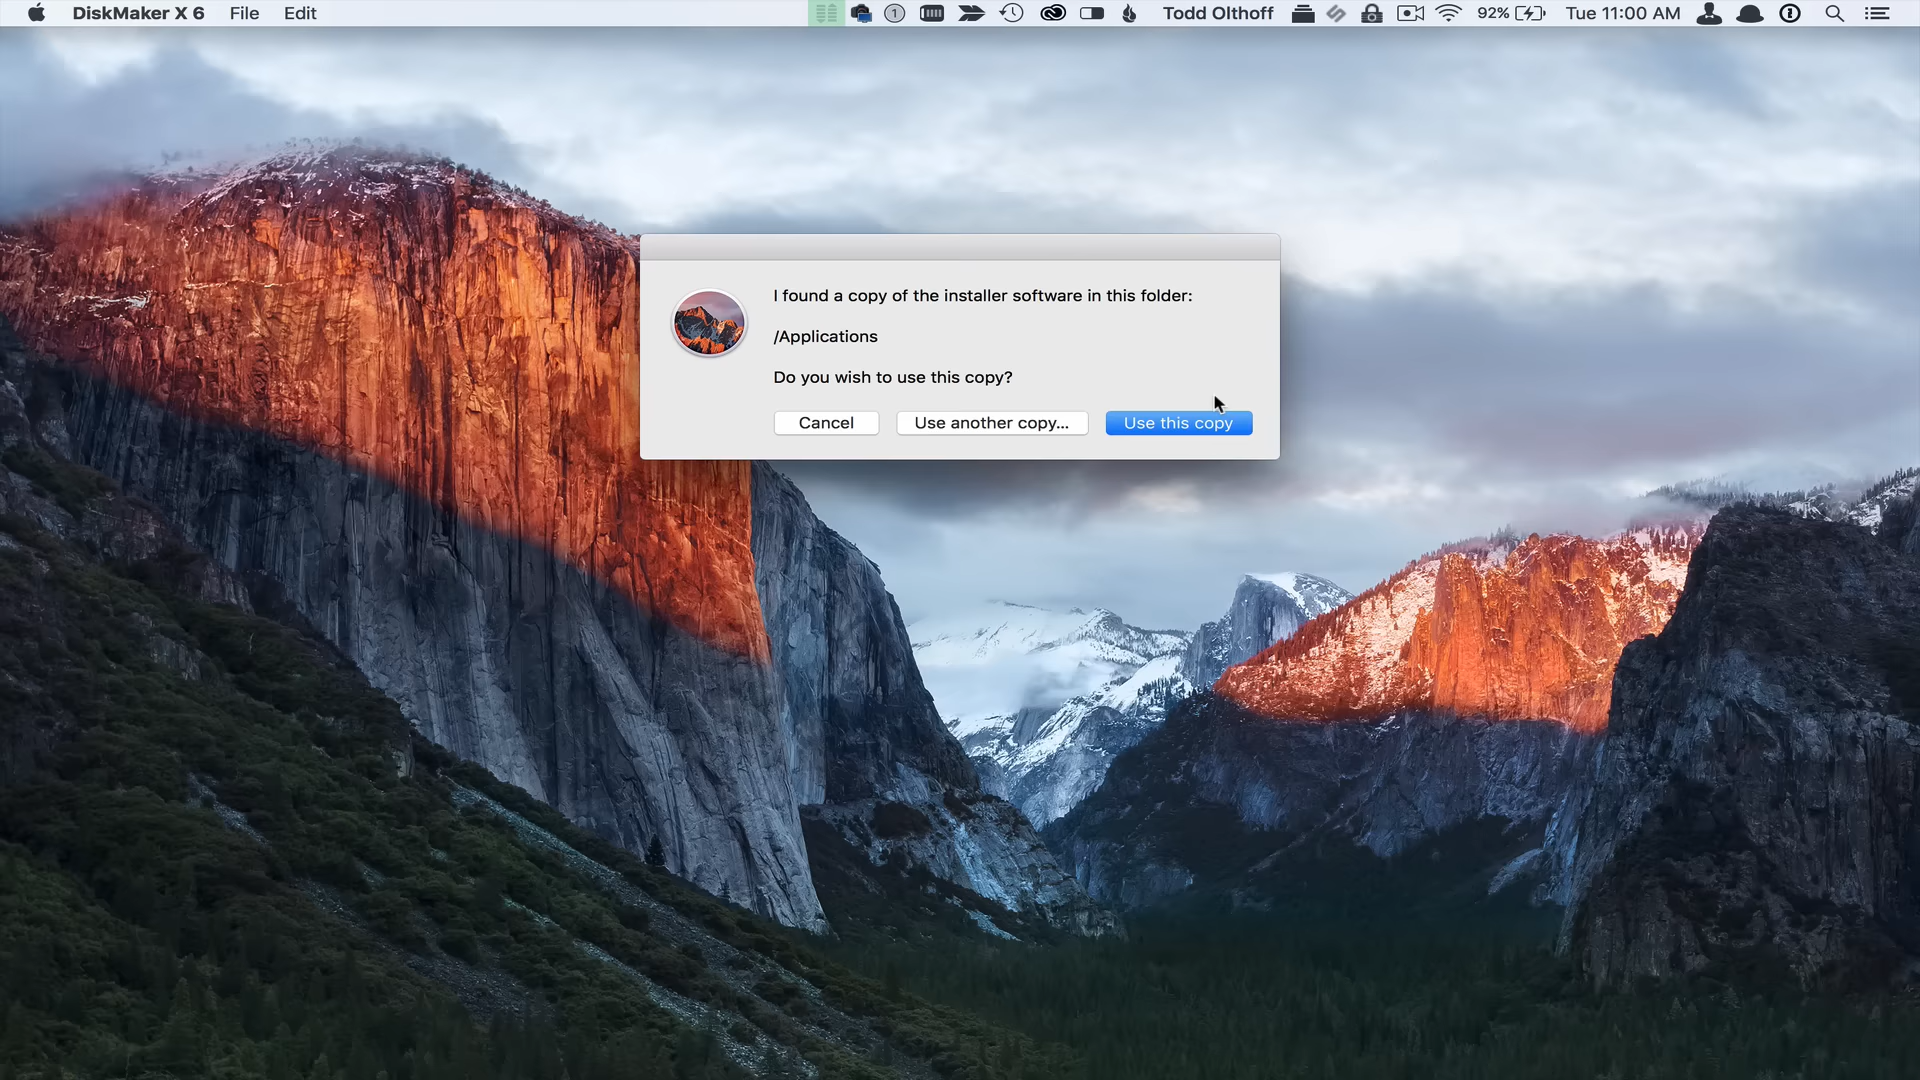 DiskMaker X 6 File Edit 1 Todd Olthoff 92% Tue 11:00 AM
I found a copy of the installer software in this folder:
/Applications
Do you wish to use this copy?
Cancel Use another copy... Use this copy